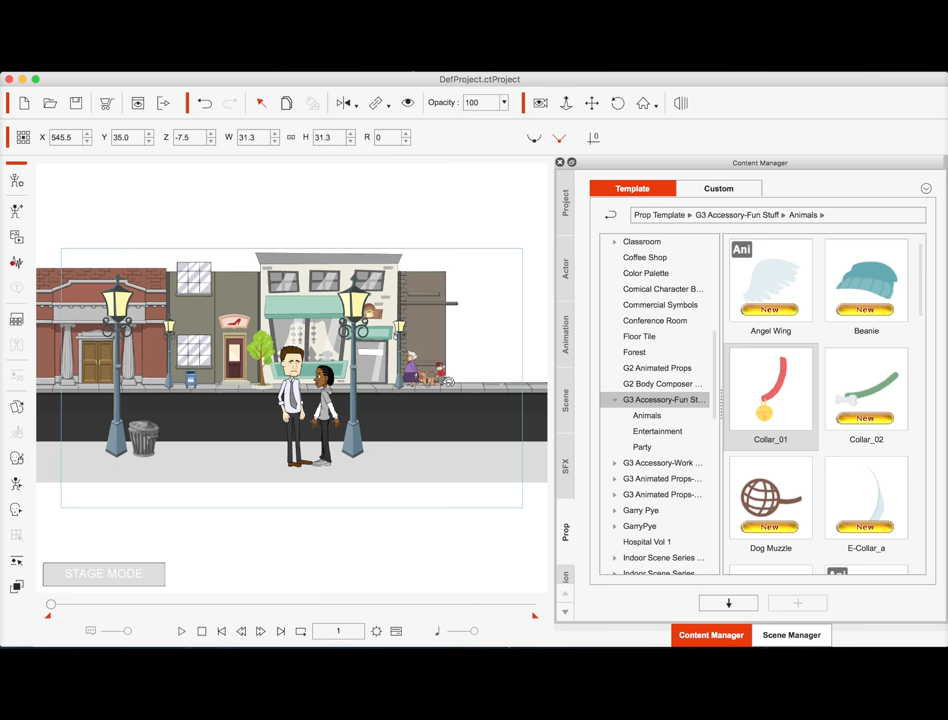 DefProject.ctProject
Opacity : 100
X 545.5 Y 35.0 Z -7.5 W 31.3 H 31.3 R 0
Content Manager
Template Custom
Prop Template G3 Accessory-Fun Stuff Animals
Project
Actor
Animation
Scene
SFX
Prop
Classroom
Coffee Shop
Color Palette
Comical Character B...
Commercial Symbols
Conference Room
Floor Tile
Forest
G2 Animated Props
G2 Body Composer ...
G3 Accessory-Fun St...
Animals
Entertainment
Party
G3 Accessory-Work ...
G3 Animated Props-...
G3 Animated Props-...
Garry Pye
GarryPye
Hospital Vol 1
Indoor Scene Series ...
Indoor Scene Series
Ani
New
Angel Wing
New
Beanie
Collar_01
New
Collar_02
New
Dog Muzzle
New
E-Collar_a
Ani
STAGE MODE
1
Content Manager Scene Manager